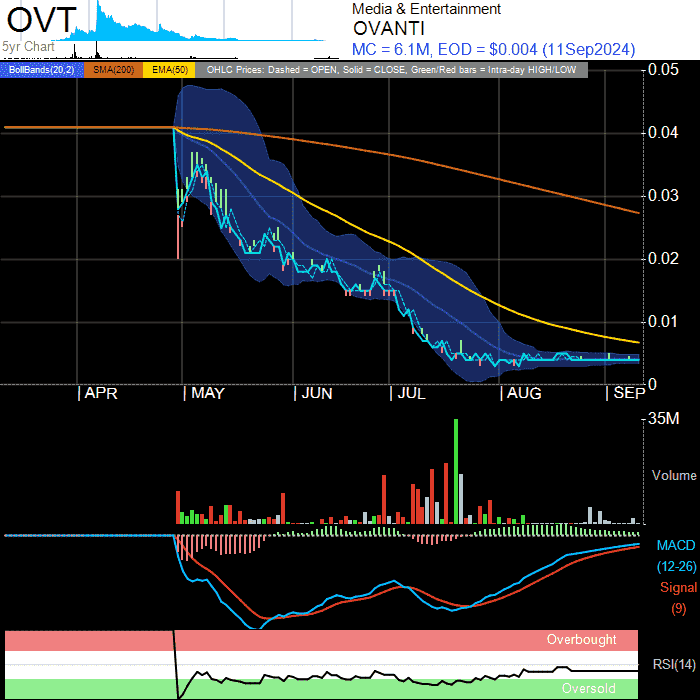 OVT
Media & Entertainment
OVANTI
5yr Chart
MC = 6.1M, EOD = $0.004 (11Sep2024)
BollBands(20,2) SMA(200) EMA(50) OHLC Prices: Dashed = OPEN, Solid = CLOSE, Green/Red bars = Intra-day HIGH/LOW
0.05
0.04
0.03
0.02
0.01
0
| APR | MAY | JUN | JUL | AUG | SEP
35M
Volume
MACD
(12-26)
Signal
(9)
Overbought
RSI(14)
Oversold